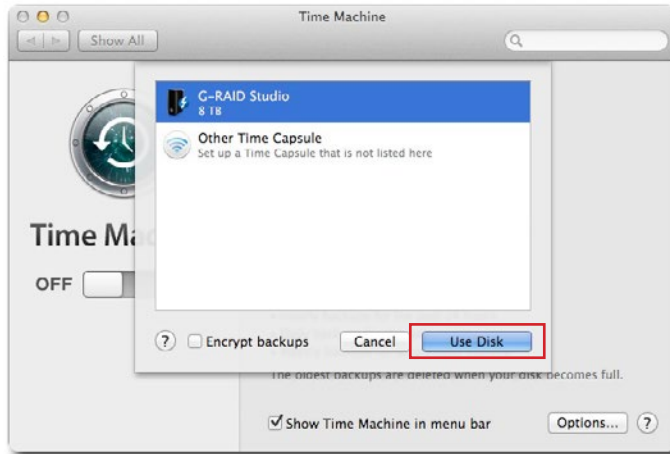 Time Machine
Show All
G-RAID Studio
8 TB
Other Time Capsule
Set up a Time Capsule that is not listed here
Time Ma
OFF
? Encrypt backups Cancel Use Disk
The oldest backups are deleted when your disk becomes full.
Show Time Machine in menu bar Options... ?